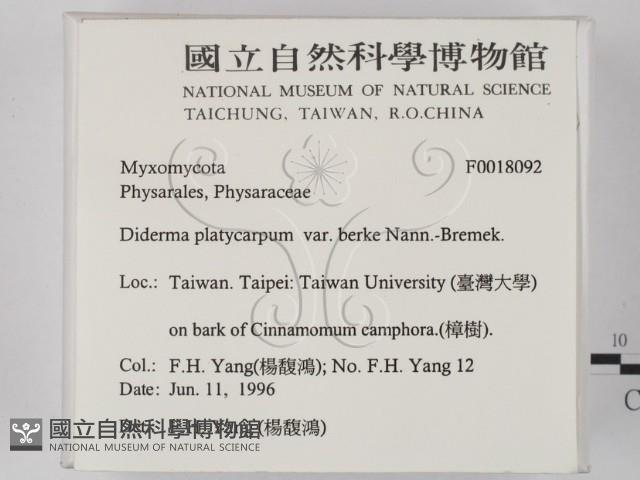 國立自然科學博物館
NATIONAL MUSEUM OF NATURAL SCIENCE
TAICHUNG, TAIWAN, R.O.CHINA
Myxomycota F0018092
Physarales, Physaraceae
Diderma platycarpum var. berke Nann.-Bremek.
Loc.: Taiwan. Taipei: Taiwan University (臺灣大學)
on bark of Cinnamomum camphora.(樟樹).
Col.: F.H. Yang(楊馥鴻); No. F.H. Yang 12
Date: Jun. 11, 1996
(楊馥鴻)
國立自然科學博物館
NATIONAL MUSEUM OF NATURAL SCIENCE
10
C